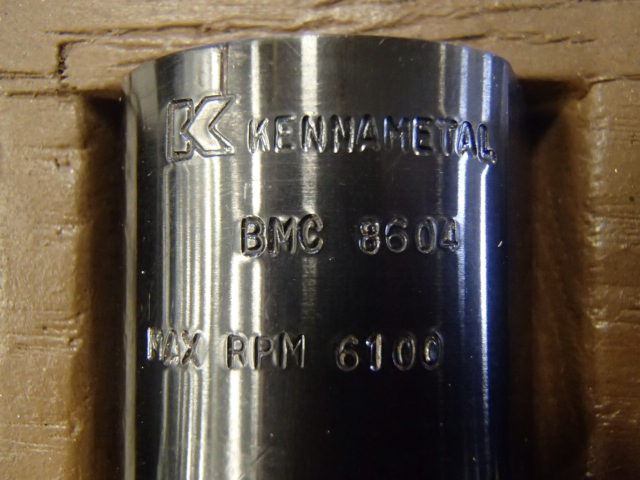 K KENNAMETAL
BMC 8604
MAX RPM 6100